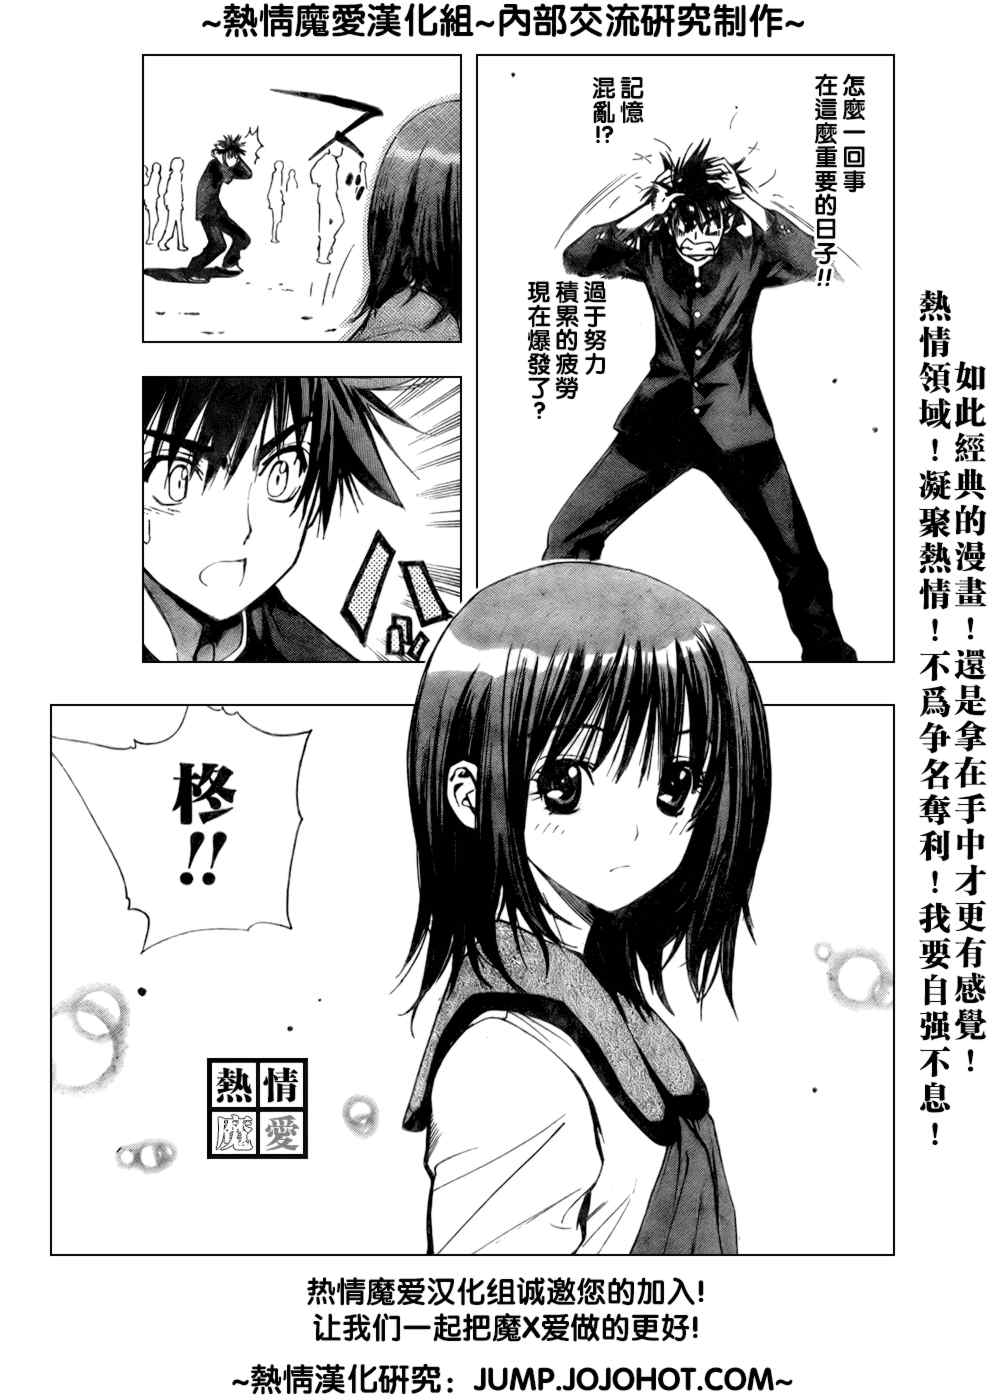 ~熱情魔愛漢化組~內部交流研究制作~
怎麼一回事
在這麼重要的日子!!
記憶
混亂!?
過于努力
積累的疲勞
現在爆發了?
柊!!
如此經典的漫畫！還是拿在手中才更有感覺！
熱情領域！凝聚熱情！不爲争名奪利！我要自强不息！
熱情
魔愛
热情魔爱汉化组诚邀您的加入!
让我们一起把魔X爱做的更好!
~熱情漢化研究：JUMP.JOJOHOT.COM~